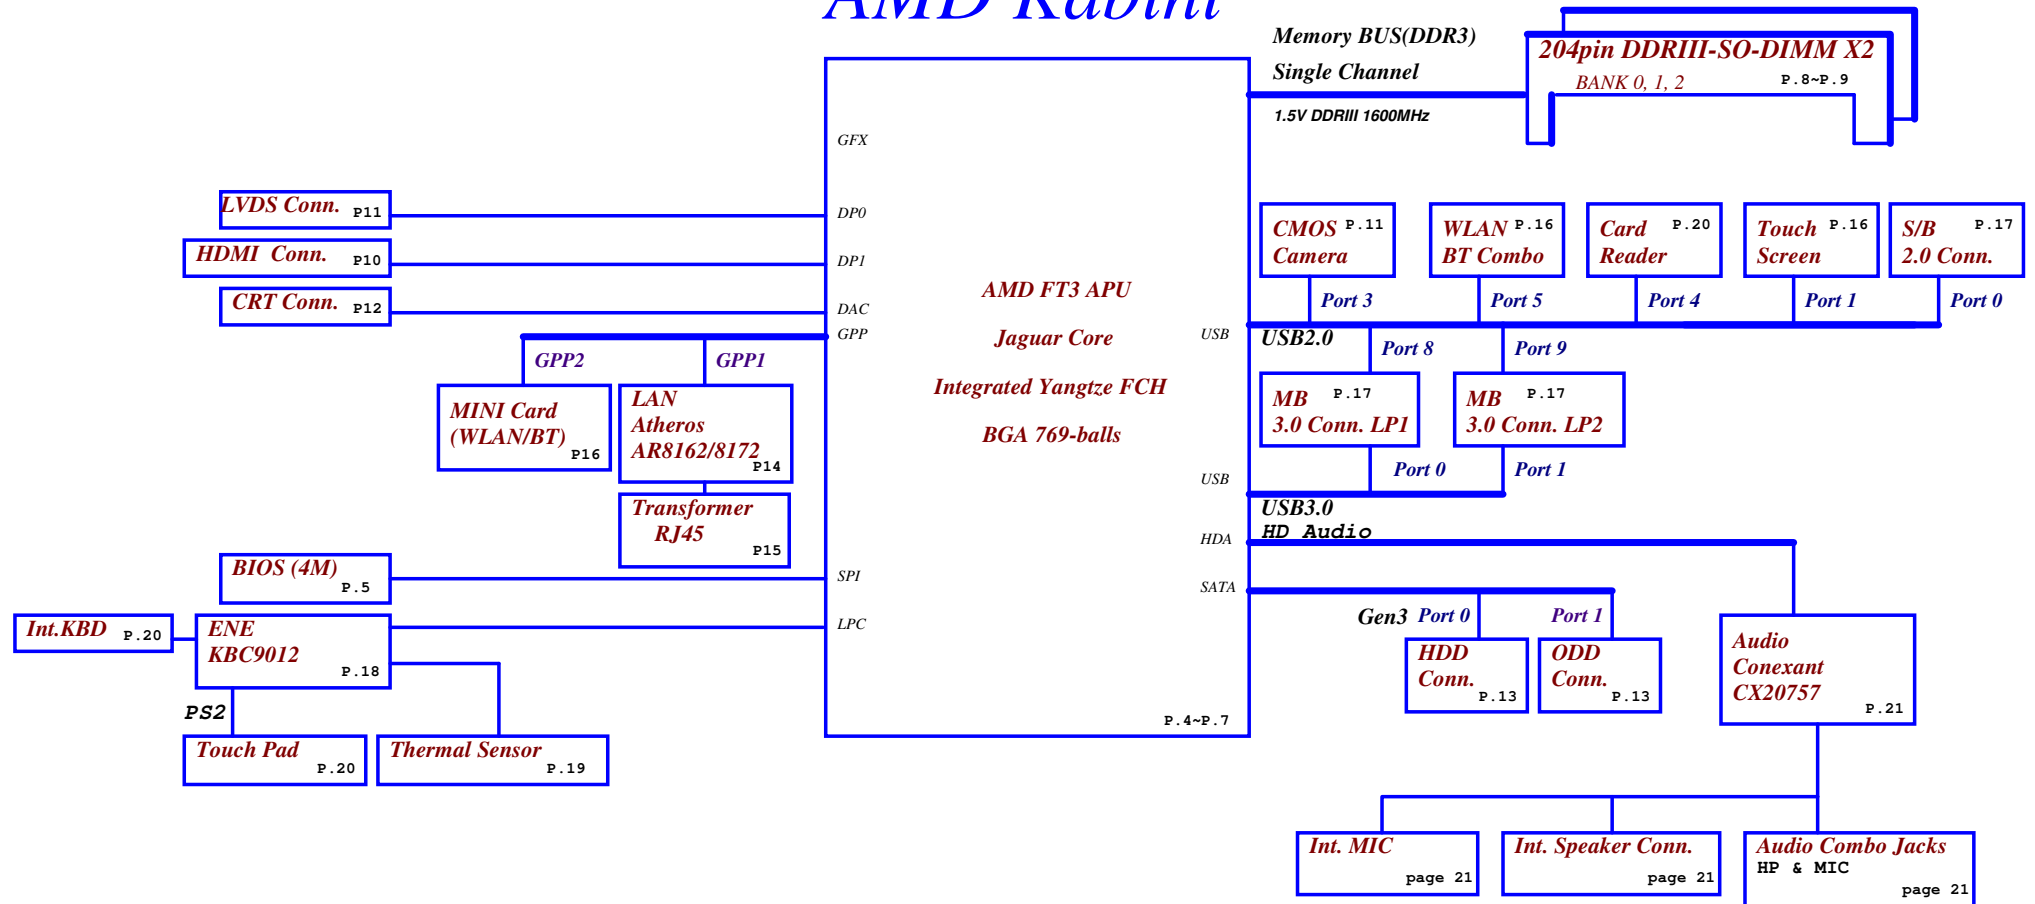 AMD Kabini
Memory BUS(DDR3)
Single Channel
1.5V DDRIII 1600MHz
204pin DDRIII-SO-DIMM X2
BANK 0, 1, 2 P.8~P.9
GFX
DP0
DP1
DAC
GPP
SPI
LPC
LVDS Conn. P11
HDMI Conn. P10
CRT Conn. P12
GPP2
GPP1
MINI Card
(WLAN/BT)
P16
LAN
Atheros
AR8162/8172
P14
Transformer
RJ45
P15
BIOS (4M)
P.5
Int.KBD P.20
ENE
KBC9012
P.18
PS2
Touch Pad
P.20
Thermal Sensor
P.19
AMD FT3 APU
Jaguar Core
Integrated Yangtze FCH
BGA 769-balls
P.4~P.7
USB
USB
HDA
SATA
CMOS P.11
Camera
WLAN P.16
BT Combo
Card P.20
Reader
Touch P.16
Screen
S/B P.17
2.0 Conn.
Port 3
Port 5
Port 4
Port 1
Port 0
USB2.0
Port 8
Port 9
MB P.17
3.0 Conn. LP1
MB P.17
3.0 Conn. LP2
Port 0
Port 1
USB3.0
HD Audio
Gen3 Port 0
Port 1
HDD
Conn.
P.13
ODD
Conn.
P.13
Audio
Conexant
CX20757
P.21
Int. MIC
page 21
Int. Speaker Conn.
page 21
Audio Combo Jacks
HP & MIC
page 21